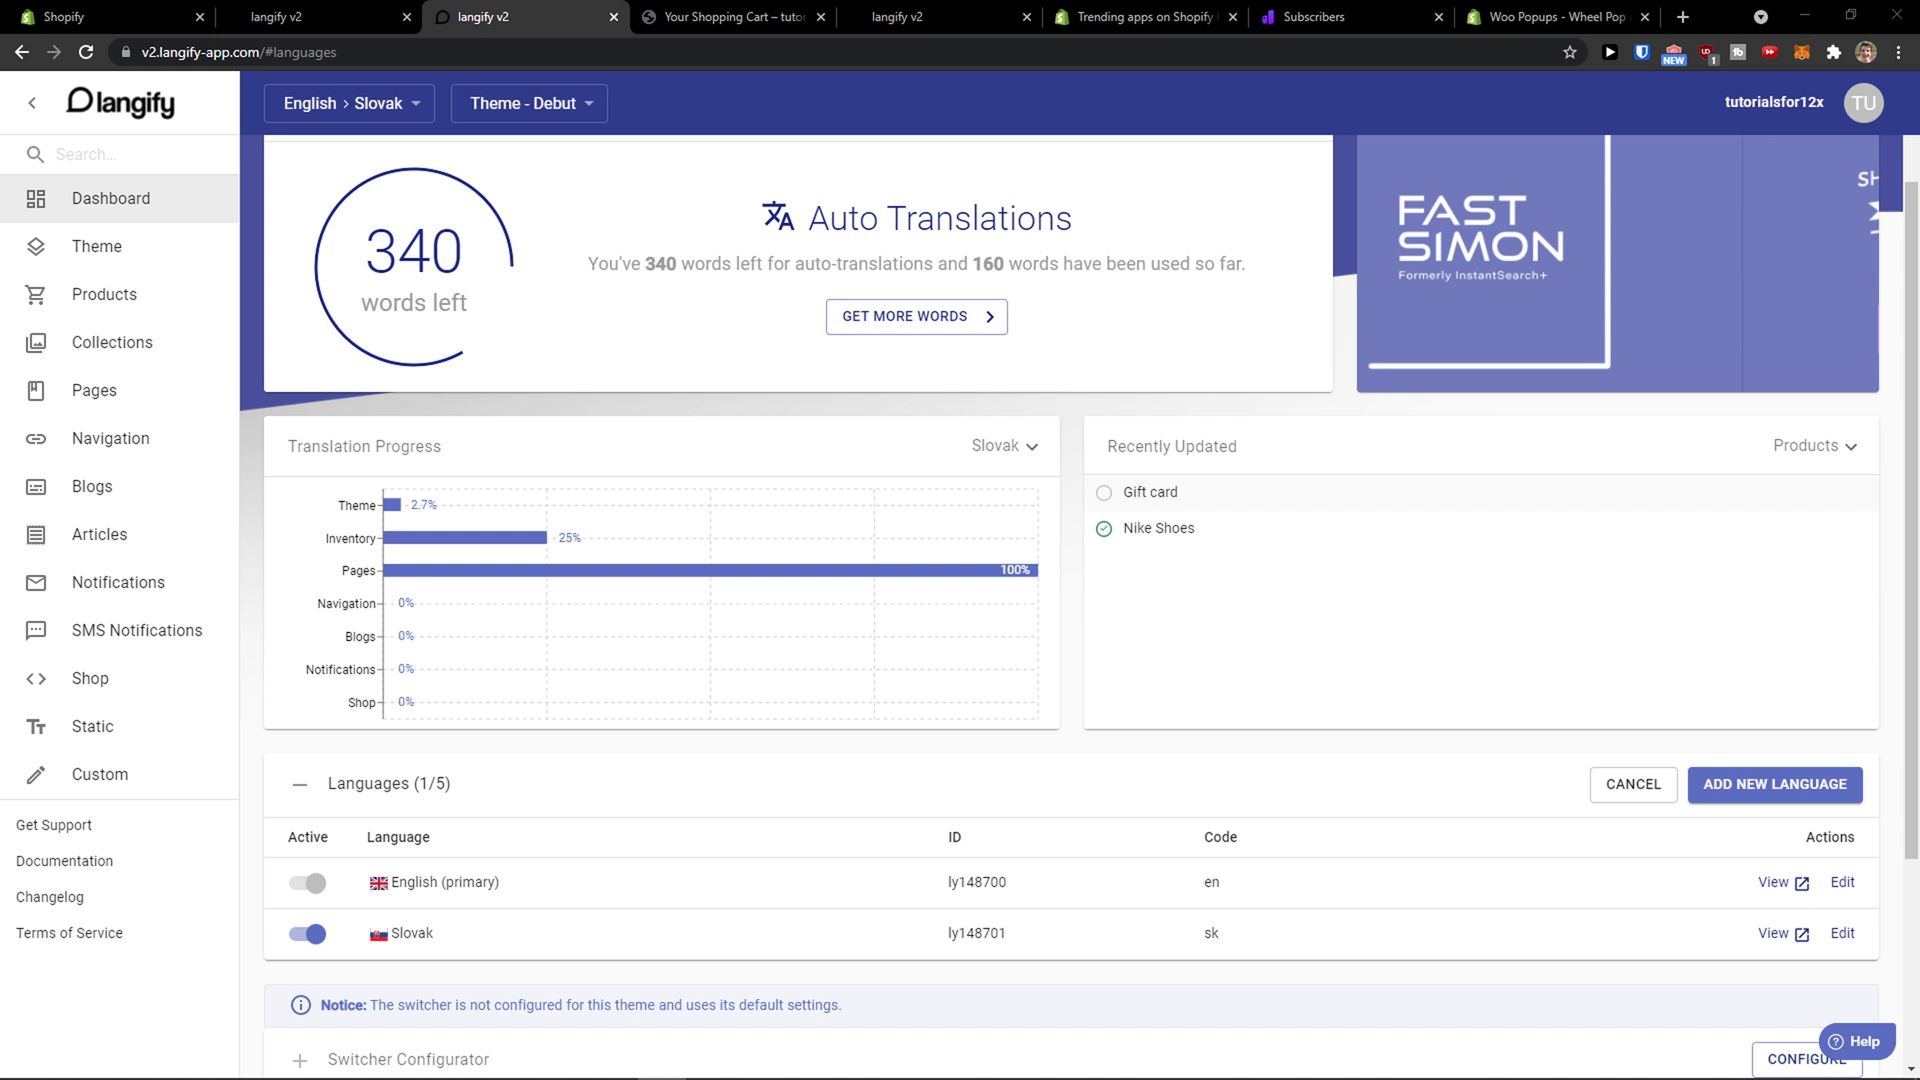 Shopify
langify v2
langify v2
Your Shopping Cart – tutor
langify v2
Trending apps on Shopify
Subscribers
Woo Popups - Wheel Pop
v2.langify-app.com/#languages
NEW
1
langify
English › Slovak
Theme - Debut
tutorialsfor12x
TU
Search...
Dashboard
Theme
Products
Collections
Pages
Navigation
Blogs
Articles
Notifications
SMS Notifications
Shop
Static
Custom
Get Support
Documentation
Changelog
Terms of Service
340
words left
Auto Translations
You've 340 words left for auto-translations and 160 words have been used so far.
GET MORE WORDS
FAST
SIMON
Formerly InstantSearch+
SH
Translation Progress
Slovak
Theme 2.7%
Inventory 25%
Pages 100%
Navigation 0%
Blogs 0%
Notifications 0%
Shop 0%
Recently Updated
Products
Gift card
Nike Shoes
Languages (1/5)
CANCEL
ADD NEW LANGUAGE
Active Language ID Code Actions
English (primary) ly148700 en View Edit
Slovak ly148701 sk View Edit
Notice: The switcher is not configured for this theme and uses its default settings.
Switcher Configurator
CONFIGURE
Help